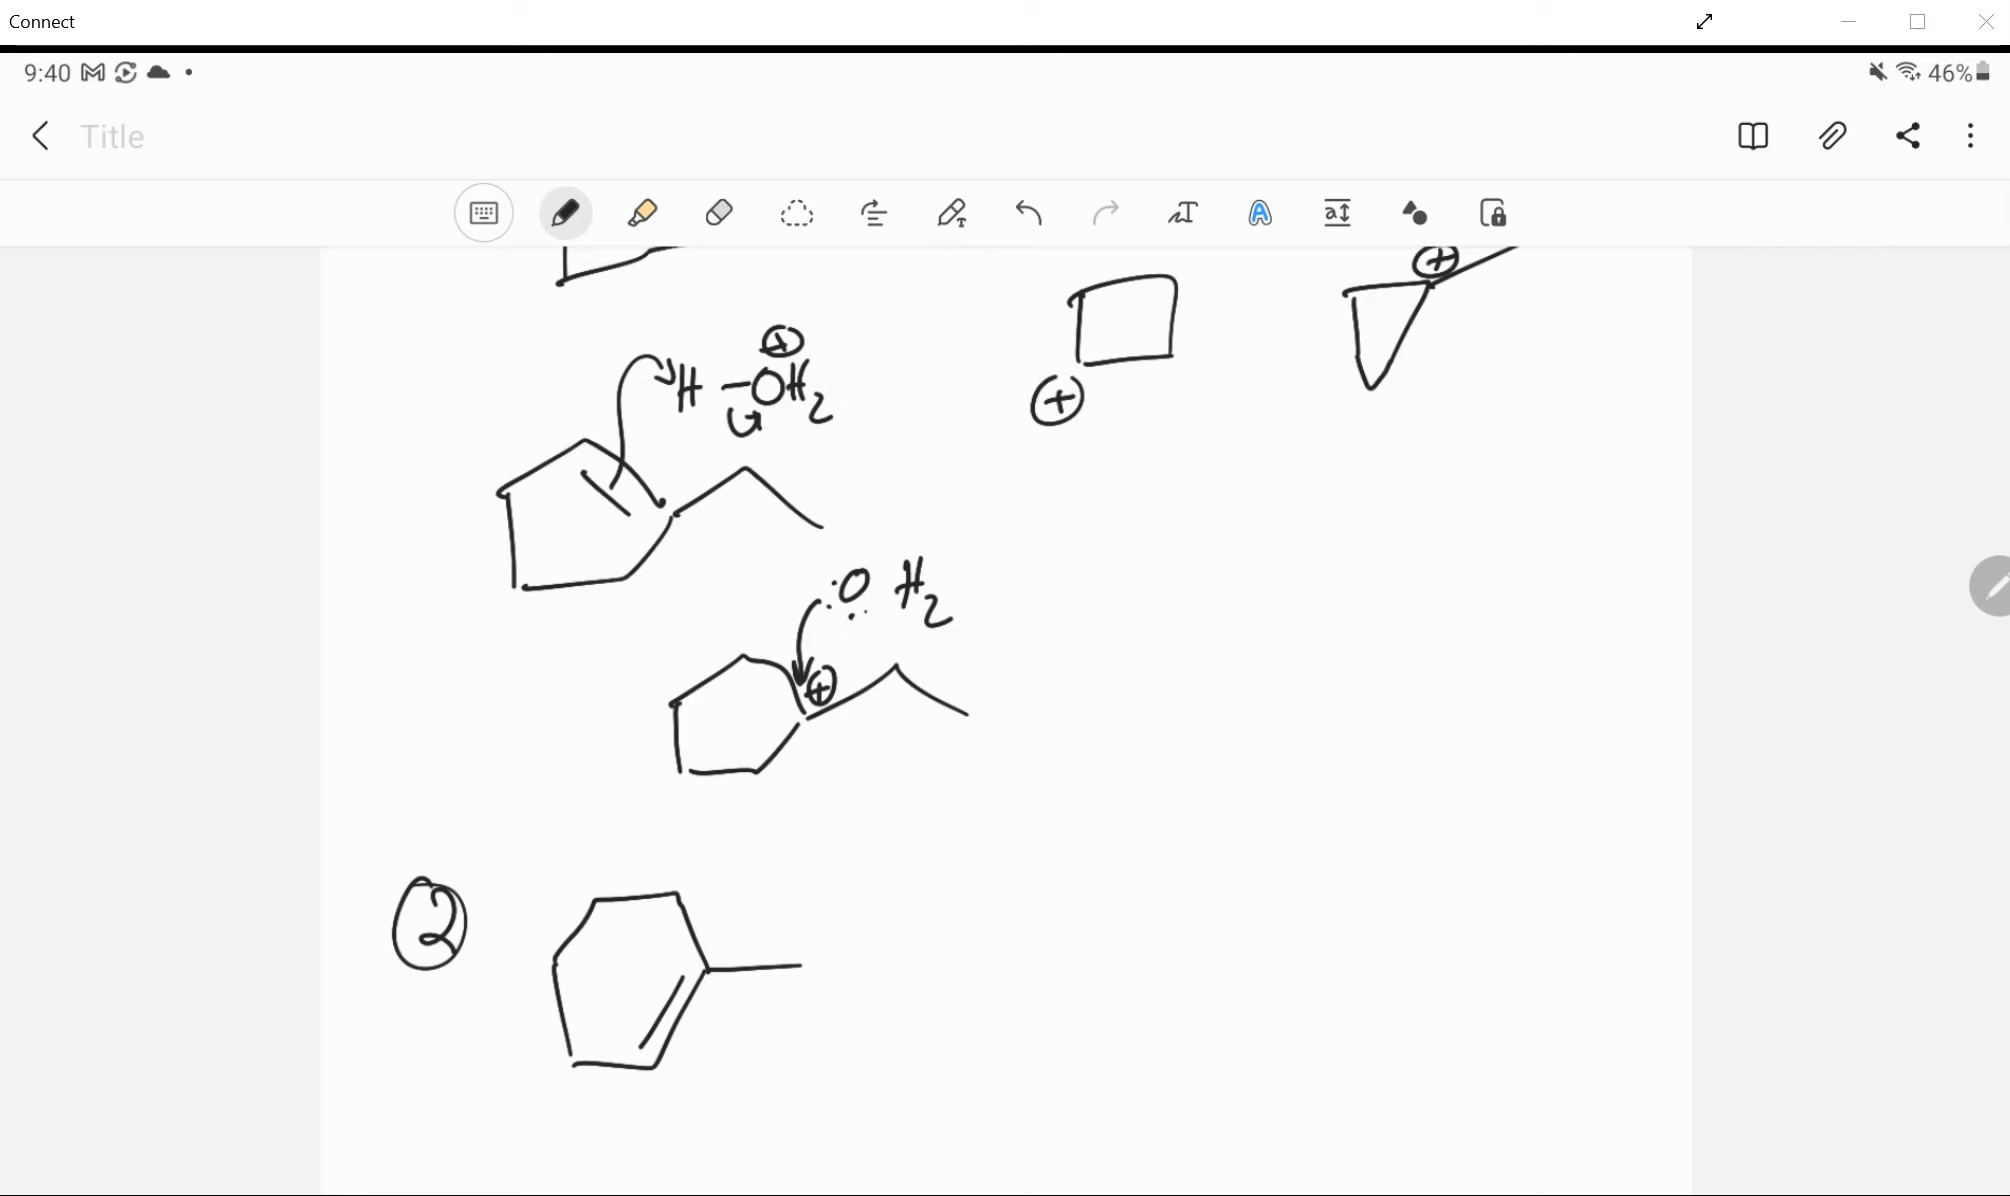 Connect
9:40 46%
Title
T A a
⊕
⊕
H -OH2
⊕
:O H2
⊕
2